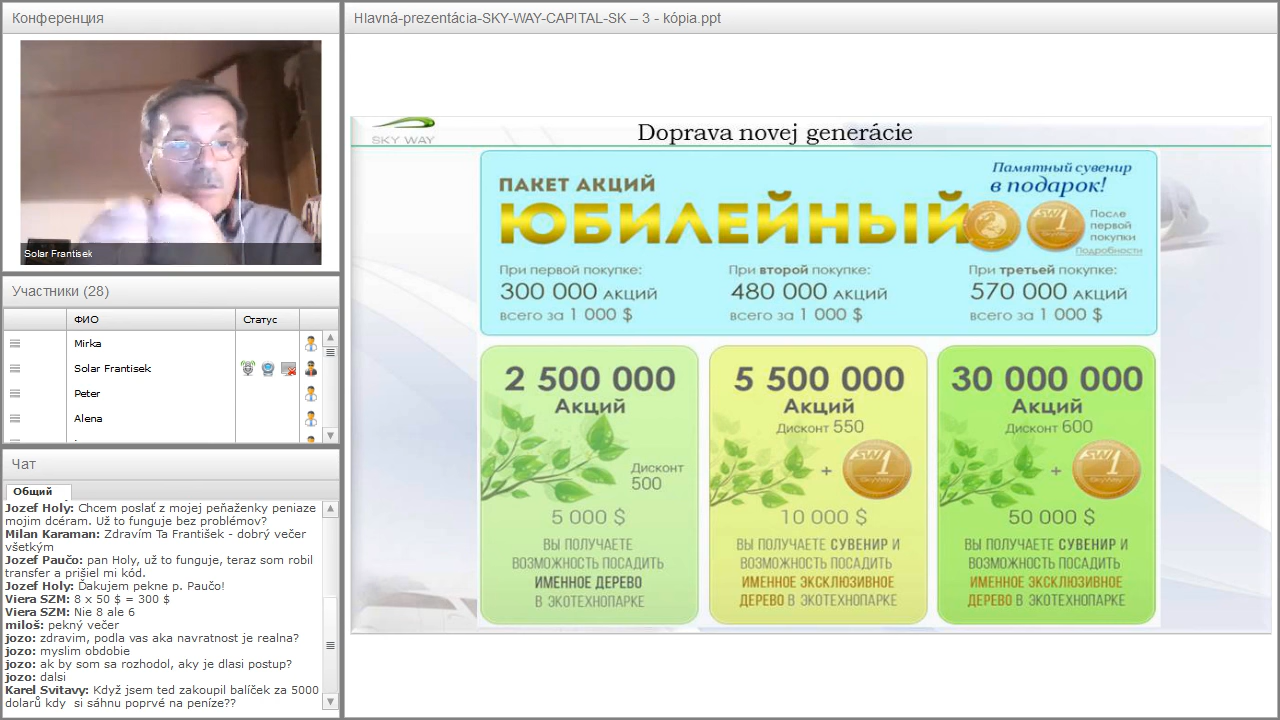 Конференция
Solar Frantisek
Участники (28)
ФИО
Статус
Mirka
Solar Frantisek
Peter
Alena
Чат
Общий
Jozef Holy: Chcem poslať z mojej peňaženky peniaze
mojim dcéram. Už to funguje bez problémov?
Milan Karaman: Zdravím Ta František - dobrý večer
všetkým
Jozef Paučo: pan Holy, už to funguje, teraz som robil
transfer a prišiel mi kód.
Jozef Holy: Ďakujem pekne p. Paučo!
Viera SZM: 8 x 50 $ = 300 $
Viera SZM: Nie 8 ale 6
miloš: pekný večer
jozo: zdravim, podla vas aka navratnost je realna?
jozo: myslim obdobie
jozo: ak by som sa rozhodol, aky je dlasi postup?
jozo: dalsi
Karel Svitavy: Když jsem ted zakoupil balíček za 5000
dolarů kdy  si sáhnu poprvé na peníze??
Hlavná-prezentácia-SKY-WAY-CAPITAL-SK – 3 - kópia.ppt
SKY WAY
Doprava novej generácie
ПАКЕТ АКЦИЙ
ЮБИЛЕЙНЫЙ
Памятный сувенир
в подарок!
SW1
После
первой
покупки
Подробности
При первой покупке:
300 000 АКЦИЙ
всего за 1 000 $
При второй покупке:
480 000 АКЦИЙ
всего за 1 000 $
При третьей покупке:
570 000 АКЦИЙ
всего за 1 000 $
2 500 000
Акций
Дисконт
500
5 000 $
ВЫ ПОЛУЧАЕТЕ
ВОЗМОЖНОСТЬ ПОСАДИТЬ
ИМЕННОЕ ДЕРЕВО
В ЭКОТЕХНОПАРКЕ
5 500 000
Акций
Дисконт 550
+
SW1
SkyWay
10 000 $
ВЫ ПОЛУЧАЕТЕ СУВЕНИР И
ВОЗМОЖНОСТЬ ПОСАДИТЬ
ИМЕННОЕ ЭКСКЛЮЗИВНОЕ
ДЕРЕВО В ЭКОТЕХНОПАРКЕ
30 000 000
Акций
Дисконт 600
+
SW1
SkyWay
50 000 $
ВЫ ПОЛУЧАЕТЕ СУВЕНИР И
ВОЗМОЖНОСТЬ ПОСАДИТЬ
ИМЕННОЕ ЭКСКЛЮЗИВНОЕ
ДЕРЕВО В ЭКОТЕХНОПАРКЕ